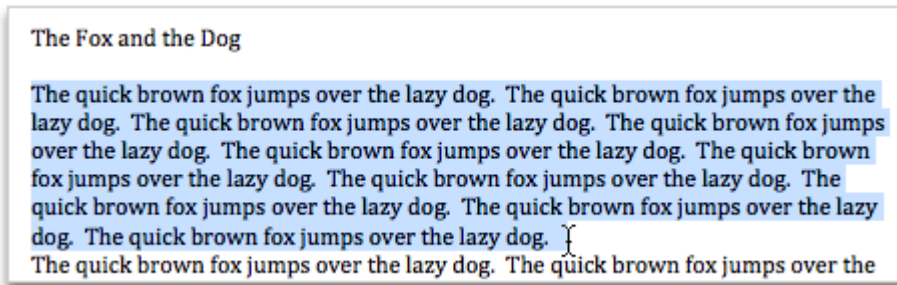 The Fox and the Dog
The quick brown fox jumps over the lazy dog.  The quick brown fox jumps over the
lazy dog.  The quick brown fox jumps over the lazy dog.  The quick brown fox jumps
over the lazy dog.  The quick brown fox jumps over the lazy dog.  The quick brown
fox jumps over the lazy dog.  The quick brown fox jumps over the lazy dog.  The
quick brown fox jumps over the lazy dog.  The quick brown fox jumps over the lazy
dog.  The quick brown fox jumps over the lazy dog.
The quick brown fox jumps over the lazy dog.  The quick brown fox jumps over the